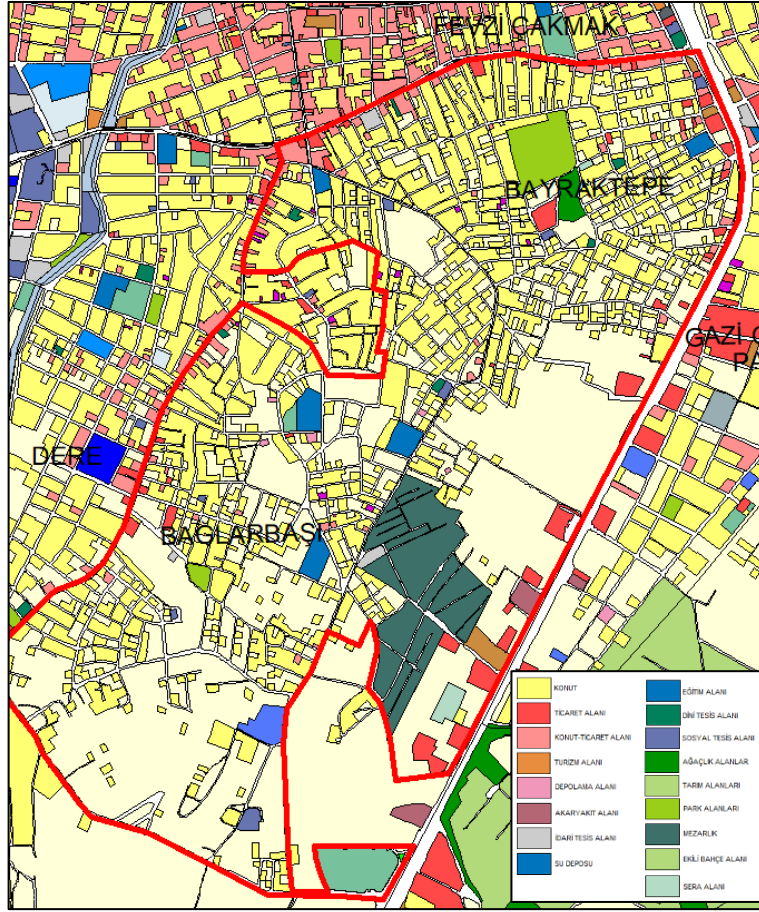 FEVZİ ÇAKMAK
BAYRAKTEPE
GAZİ
PA
DERE
BAĞLARBAŞI
KONUT
TİCARET ALANI
KONUT-TİCARET ALANI
TURİZM ALANI
DEPOLAMA ALANI
AKARYAKIT ALANI
İDARİ TESİS ALANI
SU DEPOSU
EĞİTİM ALANI
DİNİ TESİS ALANI
SOSYAL TESİS ALANI
AĞAÇLIK ALANLAR
TARIM ALANLARI
PARK ALANLARI
MEZARLIK
EKİLİ BAHÇE ALANI
SERA ALANI